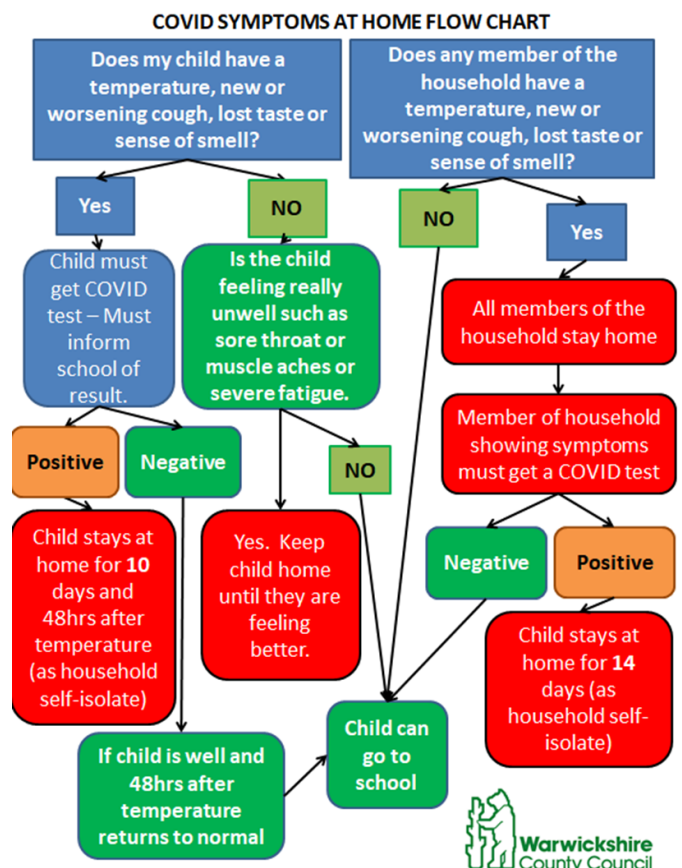 COVID SYMPTOMS AT HOME FLOW CHART
Does my child have a
temperature, new or
worsening cough, lost taste or
sense of smell?
Does any member of the
household have a
temperature, new or
worsening cough, lost taste or
sense of smell?
Yes
NO
NO
Yes
Child must
get COVID
test – Must
inform
school of
result.
Is the child
feeling really
unwell such as
sore throat or
muscle aches or
severe fatigue.
All members of the
household stay home
Member of household
showing symptoms
must get a COVID test
Positive
Negative
NO
Negative
Positive
Child stays at
home for 10
days and
48hrs after
temperature
(as household
self-isolate)
Yes. Keep
child home
until they are
feeling
better.
Child stays at
home for 14
days (as
household self-
isolate)
If child is well and
48hrs after
temperature
returns to normal
Child can
go to
school
Warwickshire
County Council